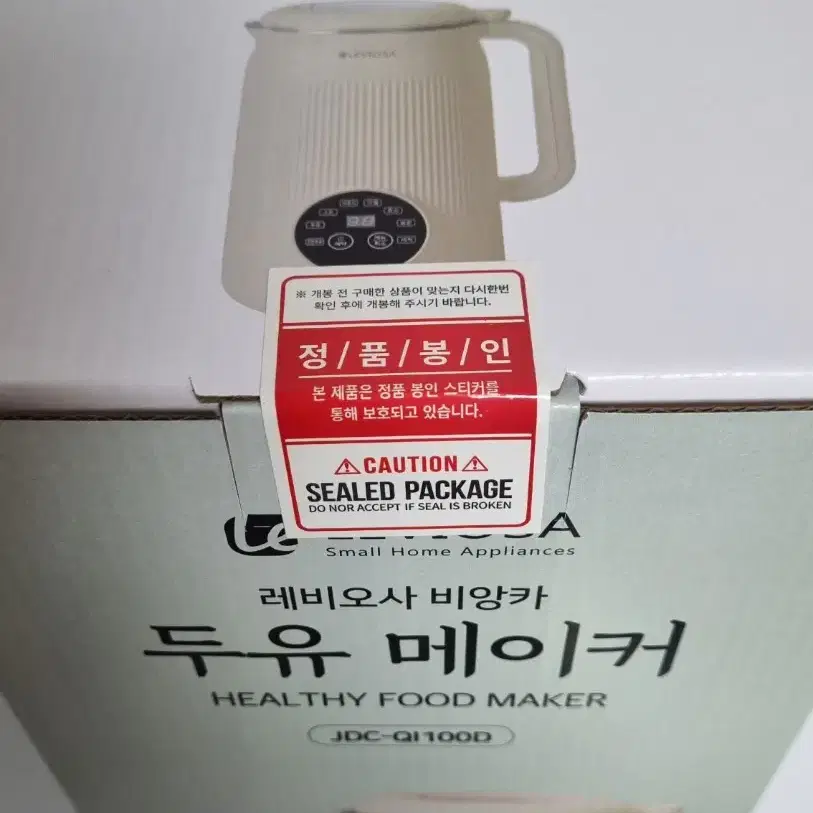 LEVIOSA
※ 개봉 전 구매한 상품이 맞는지 다시한번
확인 후에 개봉해 주시기 바랍니다.
정/품/봉/인
본 제품은 정품 봉인 스티커를
통해 보호되고 있습니다.
⚠CAUTION⚠
SEALED PACKAGE
DO NOR ACCEPT IF SEAL IS BROKEN
LEVIOSA
Small Home Appliances
레비오사 비앙카
두유 메이커
HEALTHY FOOD MAKER
JDC-QI100D